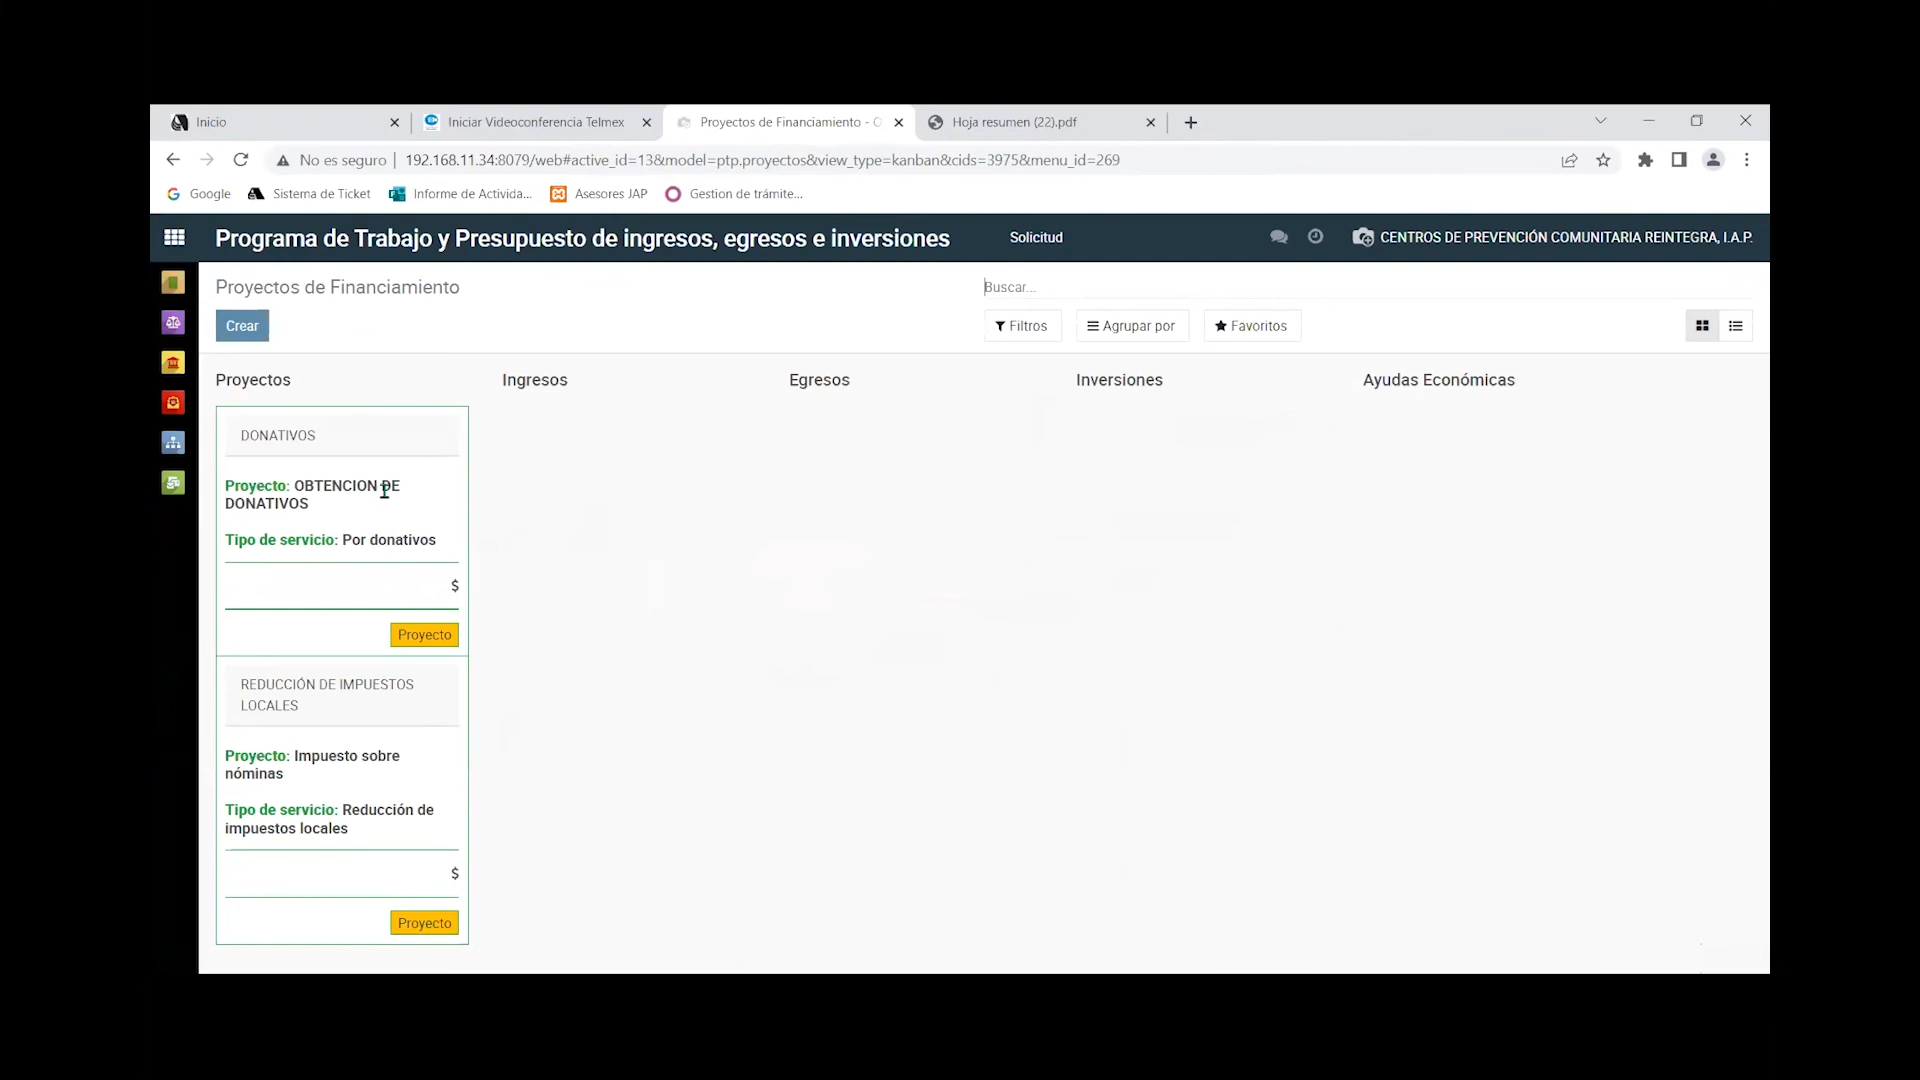 Inicio
Iniciar Videoconferencia Telmex
Proyectos de Financiamiento - O
Hoja resumen (22).pdf
No es seguro
192.168.11.34:8079/web#active_id=13&model=ptp.proyectos&view_type=kanban&cids=3975&menu_id=269
Google
Sistema de Ticket
Informe de Activida...
Asesores JAP
Gestion de trámite...
Programa de Trabajo y Presupuesto de ingresos, egresos e inversiones
Solicitud
CENTROS DE PREVENCIÓN COMUNITARIA REINTEGRA, I.A.P.
Proyectos de Financiamiento
Buscar...
Crear
Filtros
Agrupar por
Favoritos
Proyectos
Ingresos
Egresos
Inversiones
Ayudas Económicas
DONATIVOS
Proyecto: OBTENCION DE
DONATIVOS
Tipo de servicio: Por donativos
$
Proyecto
REDUCCIÓN DE IMPUESTOS
LOCALES
Proyecto: Impuesto sobre
nóminas
Tipo de servicio: Reducción de
impuestos locales
$
Proyecto